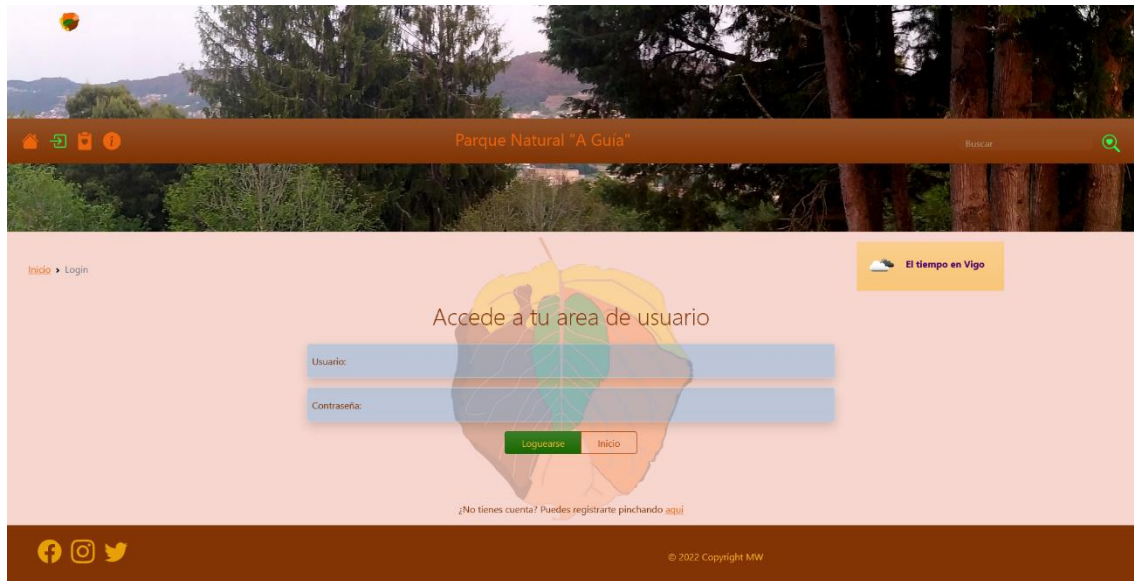 Parque Natural "A Guía"
Buscar
Inicio › Login
El tiempo en Vigo
Accede a tu area de usuario
Usuario:
Contraseña:
Loguearse
Inicio
¿No tienes cuenta? Puedes registrarte pinchando aquí
© 2022 Copyright MW